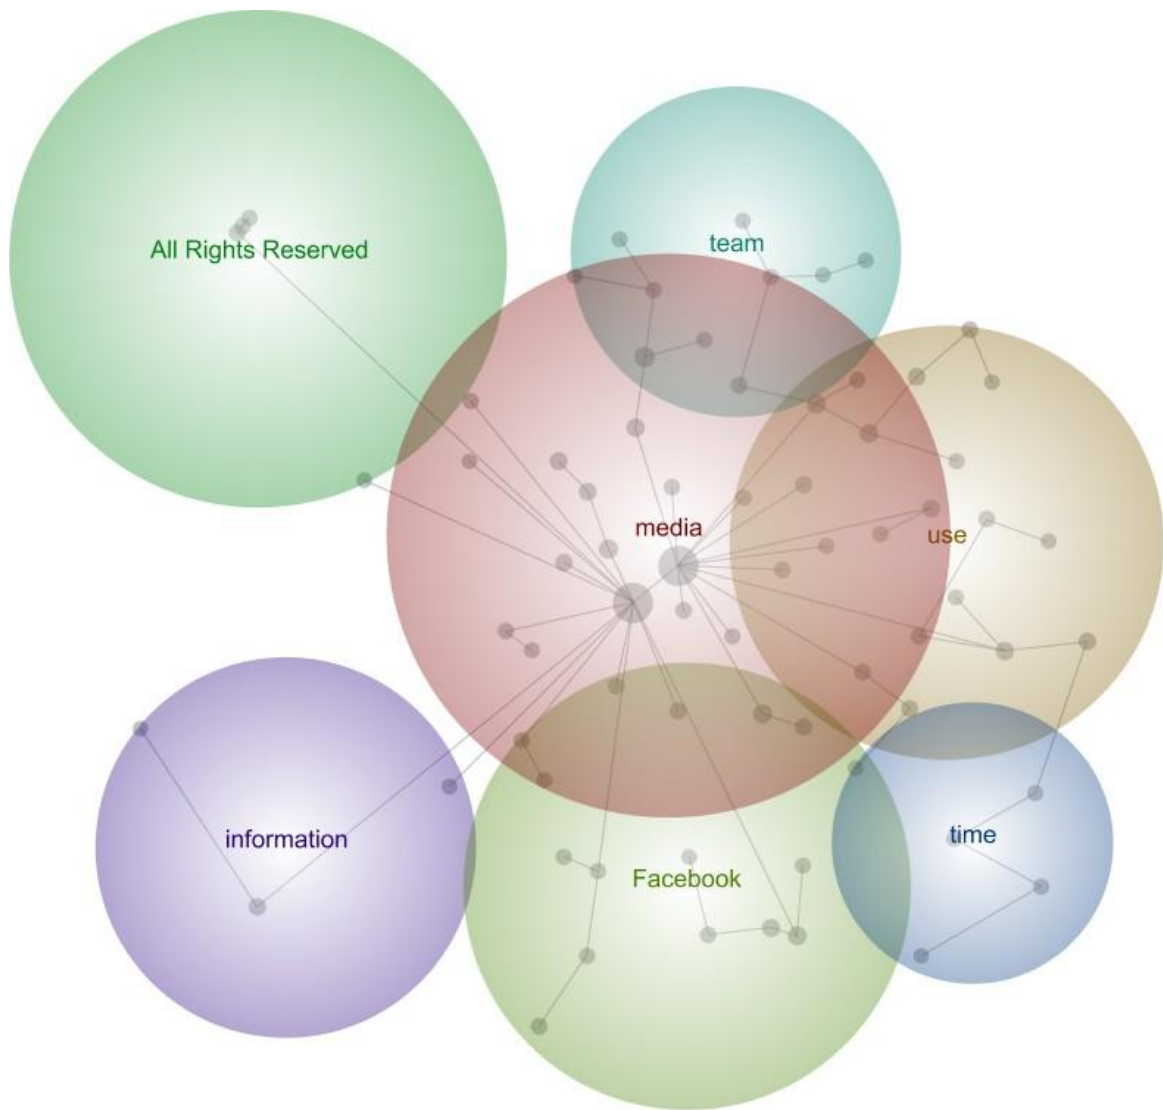 team
All Rights Reserved
media
use
information
time
Facebook